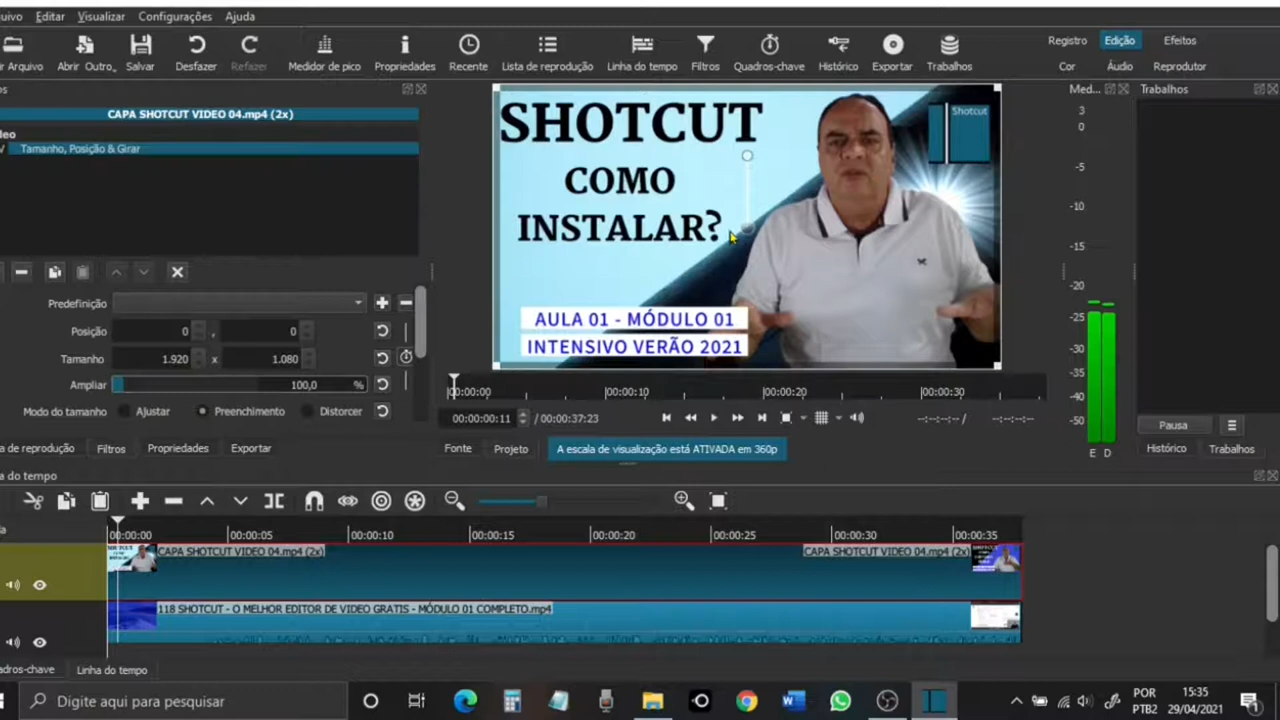 Editar Visualizar Configurações Ajuda
Abrir Outro... Salvar Desfazer Refazer Medidor de pico Propriedades Recente Lista de reprodução Linha do tempo Filtros Quadros-chave Histórico Exportar Trabalhos
Registro Edição Efeitos
Cor Áudio Reprodutor
Med... Trabalhos
CAPA SHOTCUT VIDEO 04.mp4 (2x)
Tamanho, Posição & Girar
Predefinição
Posição 0 , 0
Tamanho 1.920 x 1.080
Ampliar 100,0 %
Modo do tamanho Ajustar Preenchimento Distorcer
Filtros Propriedades Exportar
SHOTCUT
COMO
INSTALAR?
AULA 01 - MÓDULO 01
INTENSIVO VERÃO 2021
Shotcut
00:00:00 00:00:10 00:00:20 00:00:30
00:00:00:11 / 00:00:37:23 --:--:--:-- / --:--:--:--
Fonte Projeto A escala de visualização está ATIVADA em 360p
3
0
-5
-10
-15
-20
-25
-30
-35
-40
-50
E D
Pausa
Histórico Trabalhos
do tempo
00:00:00 00:00:05 00:00:10 00:00:15 00:00:20 00:00:25 00:00:30 00:00:35
CAPA SHOTCUT VIDEO 04.mp4 (2x) CAPA SHOTCUT VIDEO 04.mp4 (2x)
118 SHOTCUT - O MELHOR EDITOR DE VIDEO GRATIS - MÓDULO 01 COMPLETO.mp4
Linha do tempo
Digite aqui para pesquisar
POR
PTB2
15:35
29/04/2021
1